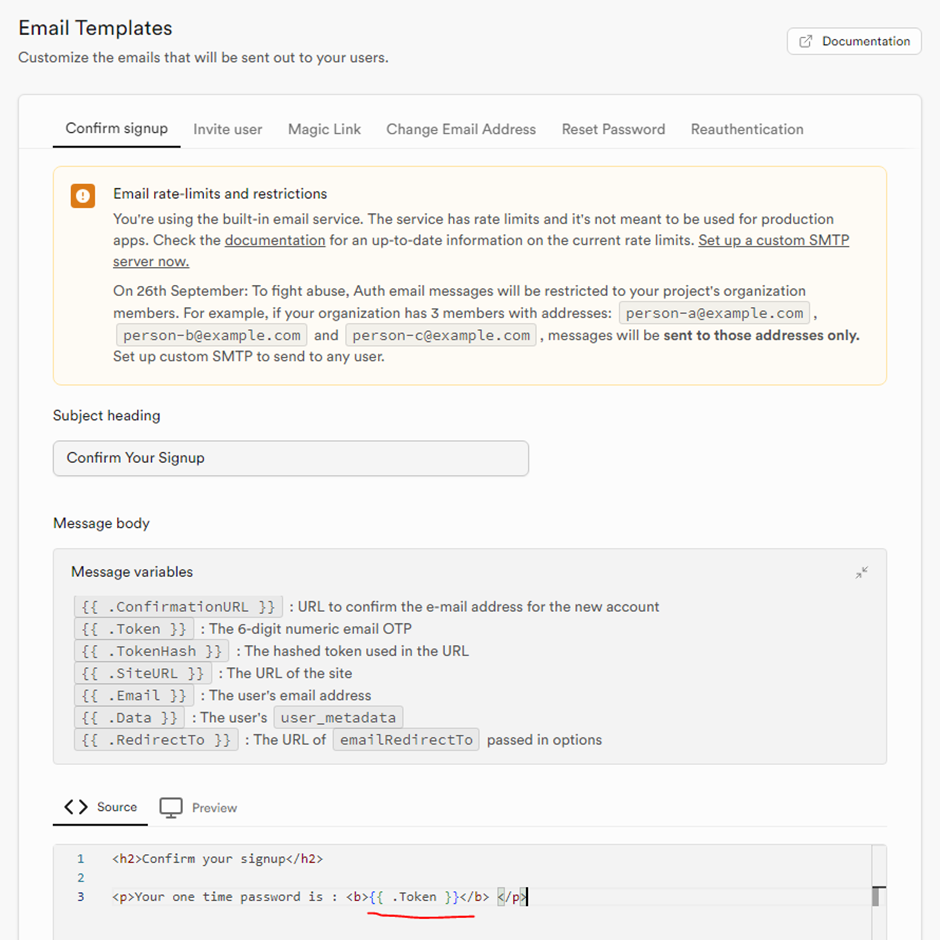 Email Templates
Documentation
Customize the emails that will be sent out to your users.
Confirm signup Invite user Magic Link Change Email Address Reset Password Reauthentication
Email rate-limits and restrictions
You're using the built-in email service. The service has rate limits and it's not meant to be used for production
apps. Check the documentation for an up-to-date information on the current rate limits. Set up a custom SMTP
server now.
On 26th September: To fight abuse, Auth email messages will be restricted to your project's organization
members. For example, if your organization has 3 members with addresses: person-a@example.com ,
person-b@example.com and person-c@example.com , messages will be sent to those addresses only.
Set up custom SMTP to send to any user.
Subject heading
Confirm Your Signup
Message body
Message variables
{{ .ConfirmationURL }} : URL to confirm the e-mail address for the new account
{{ .Token }} : The 6-digit numeric email OTP
{{ .TokenHash }} : The hashed token used in the URL
{{ .SiteURL }} : The URL of the site
{{ .Email }} : The user's email address
{{ .Data }} : The user's user_metadata
{{ .RedirectTo }} : The URL of emailRedirectTo passed in options
Source Preview
1 <h2>Confirm your signup</h2>
2
3 <p>Your one time password is : <b>{{ .Token }}</b> </p>